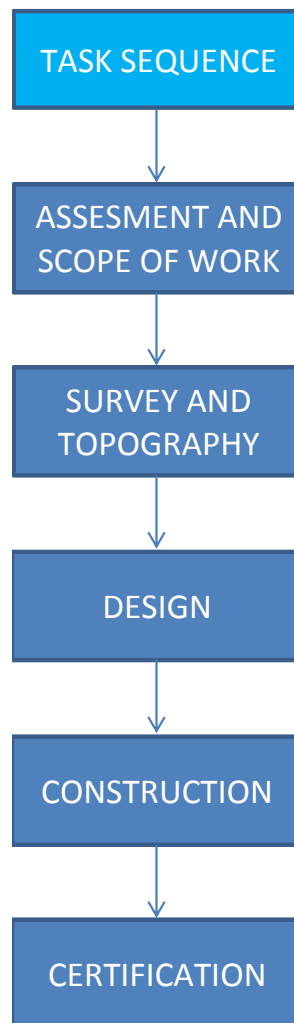 TASK SEQUENCE
ASSESMENT AND
SCOPE OF WORK
SURVEY AND
TOPOGRAPHY
DESIGN
CONSTRUCTION
CERTIFICATION